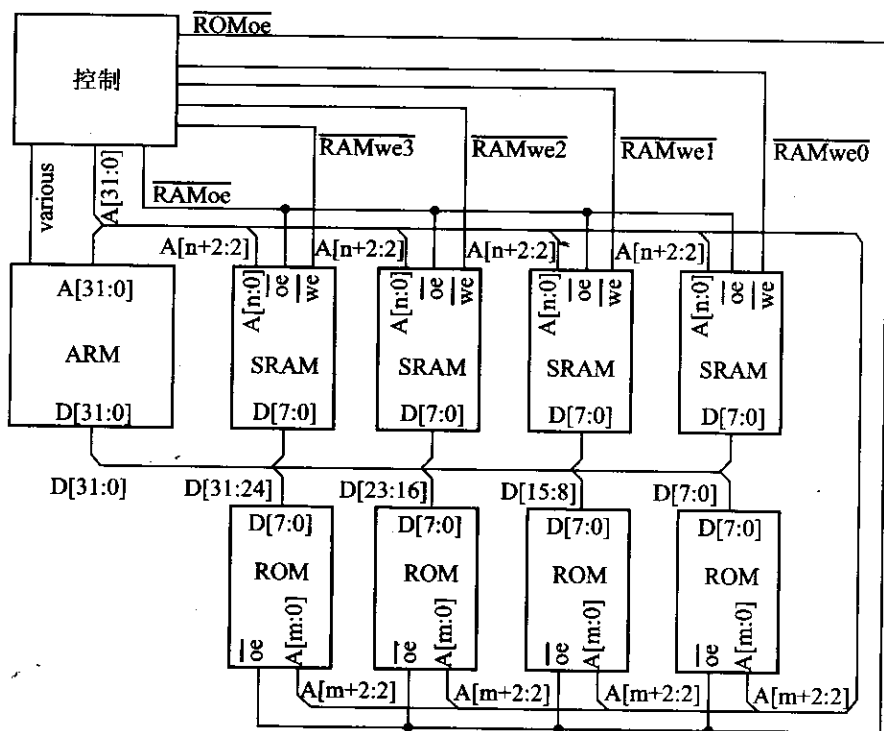 ROMoe
控制
RAMwe3
RAMwe2
RAMwe1
RAMwe0
various
A[31:0]
RAMoe
A[n+2:2]
A[n+2:2]
A[n+2:2]
A[n+2:2]
A[31:0]
ARM
D[31:0]
A[n:0]
oe
we
SRAM
D[7:0]
A[n:0]
oe
we
SRAM
D[7:0]
A[n:0]
oe
we
SRAM
D[7:0]
A[n:0]
oe
we
SRAM
D[7:0]
D[31:0]
D[31:24]
D[23:16]
D[15:8]
D[7:0]
D[7:0]
ROM
oe
A[m:0]
D[7:0]
ROM
oe
A[m:0]
D[7:0]
ROM
oe
A[m:0]
D[7:0]
ROM
oe
A[m:0]
A[m+2:2]
A[m+2:2]
A[m+2:2]
A[m+2:2]